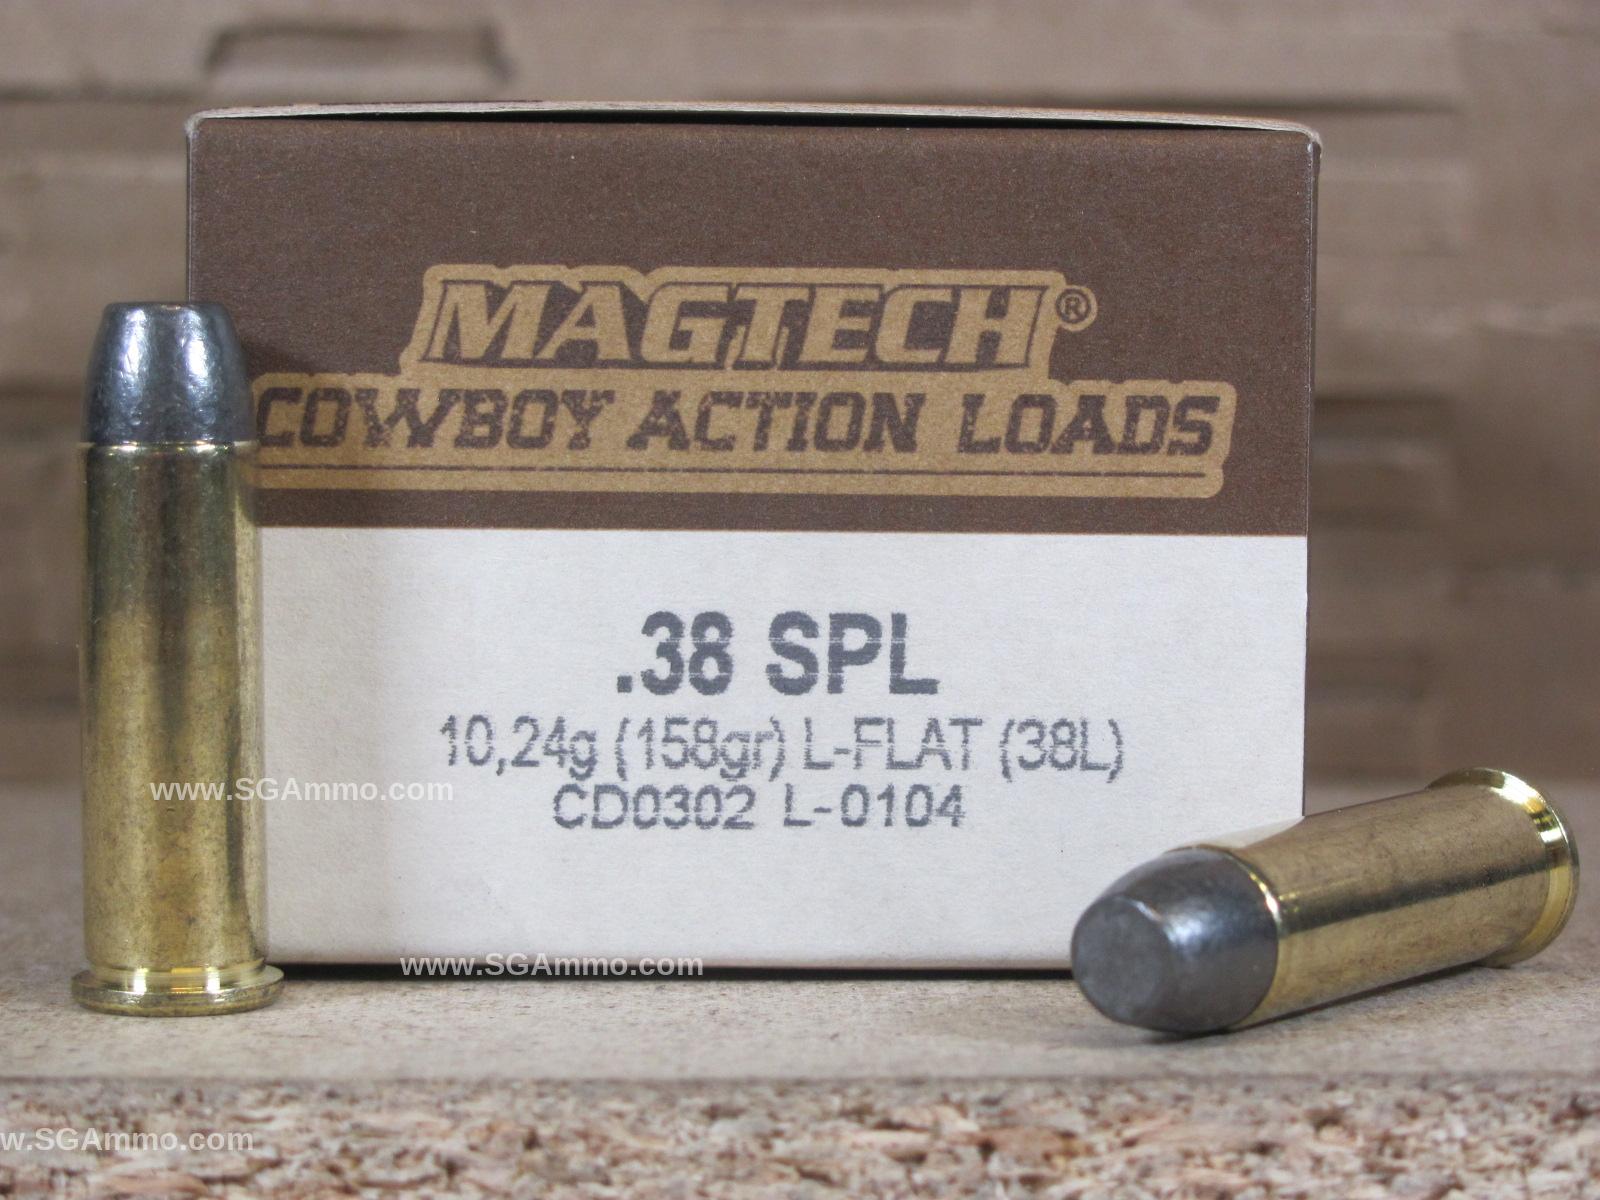 MAGTECH®
COWBOY ACTION LOADS
.38 SPL
10,24g (158gr) L-FLAT (38L)
www.SGAmmo.com
CD0302 L-0104
www.SGAmmo.com
w.SGAmmo.com